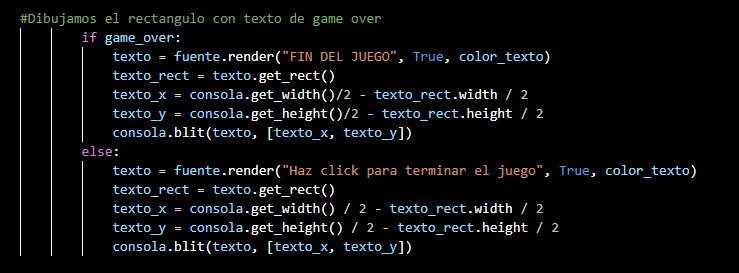 #Dibujamos el rectangulo con texto de game over
if game_over:
texto = fuente.render("FIN DEL JUEGO", True, color_texto)
texto_rect = texto.get_rect()
texto_x = consola.get_width()/2 - texto_rect.width / 2
texto_y = consola.get_height()/2 - texto_rect.height / 2
consola.blit(texto, [texto_x, texto_y])
else:
texto = fuente.render("Haz click para terminar el juego", True, color_texto)
texto_rect = texto.get_rect()
texto_x = consola.get_width() / 2 - texto_rect.width / 2
texto_y = consola.get_height() / 2 - texto_rect.height / 2
consola.blit(texto, [texto_x, texto_y])